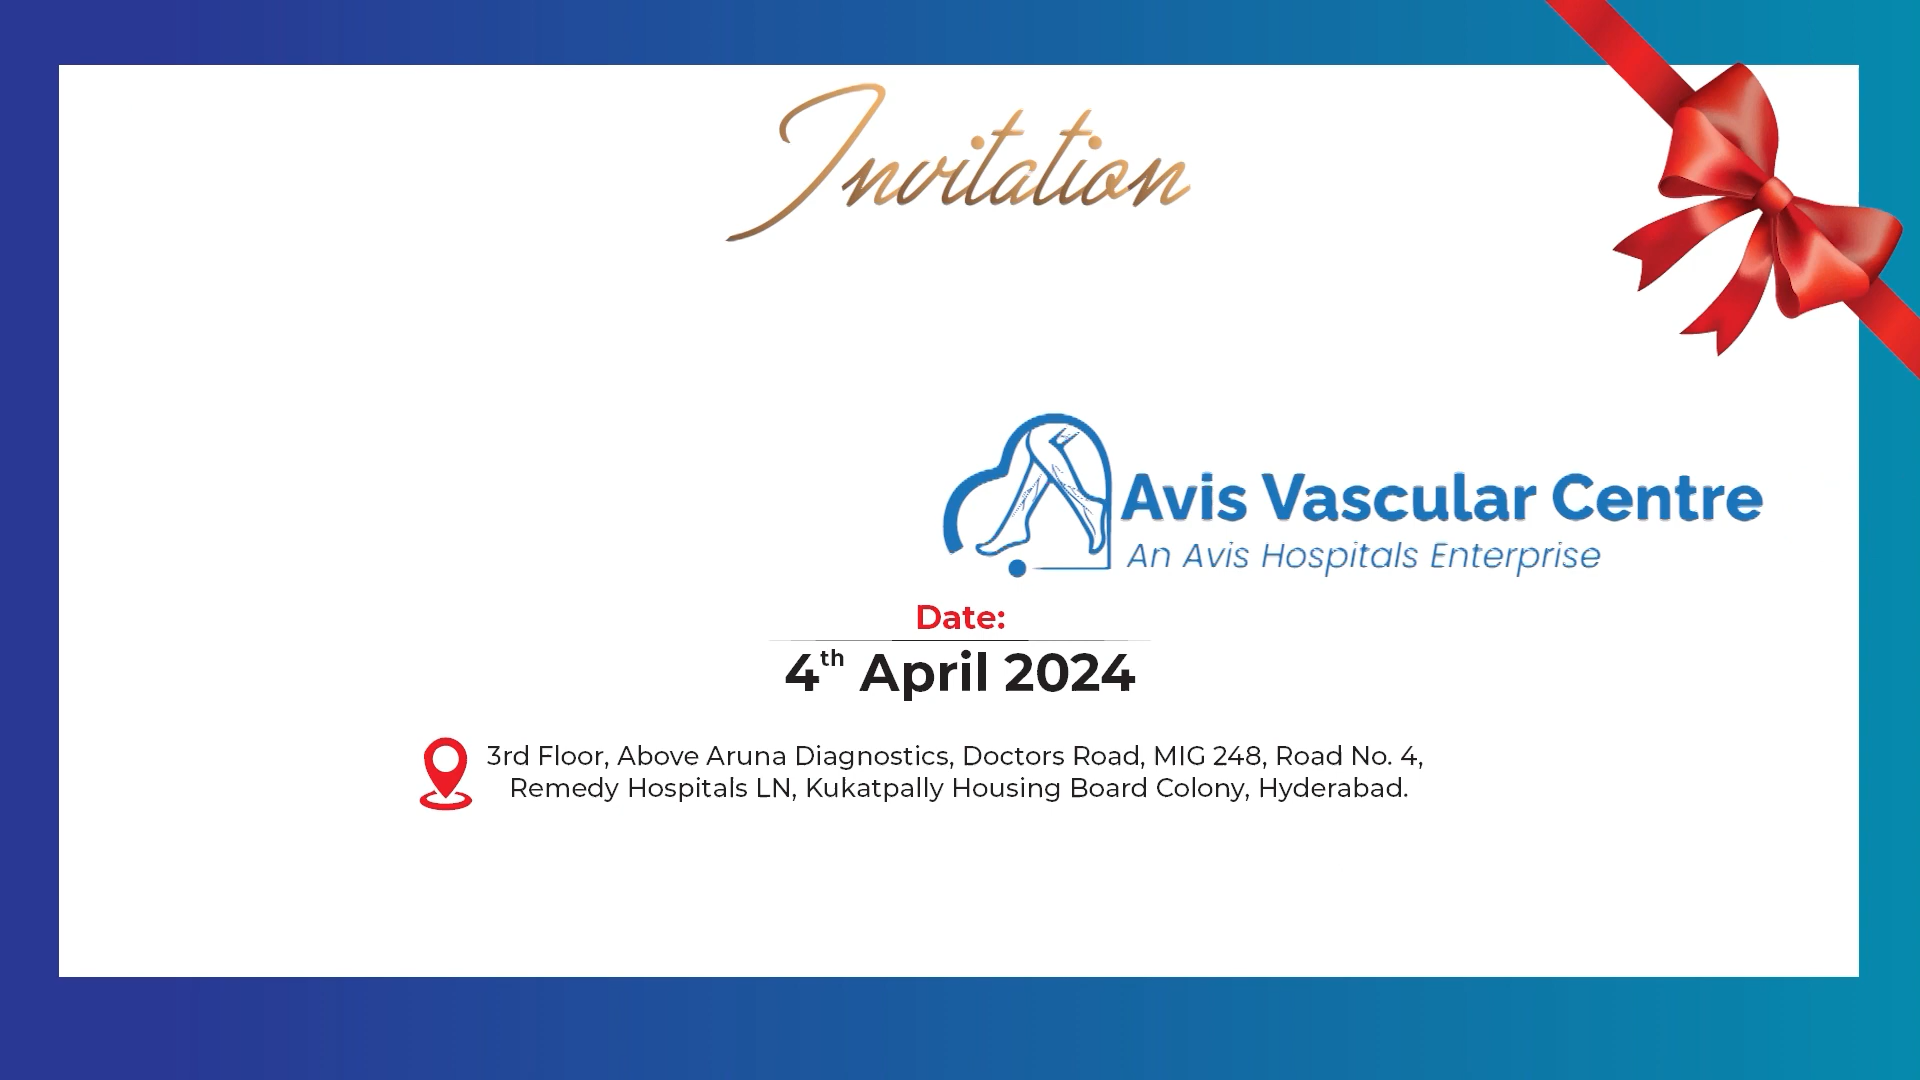 Invitation
Avis Vascular Centre
An Avis Hospitals Enterprise
Date:
4th April 2024
3rd Floor, Above Aruna Diagnostics, Doctors Road, MIG 248, Road No. 4,
Remedy Hospitals LN, Kukatpally Housing Board Colony, Hyderabad.